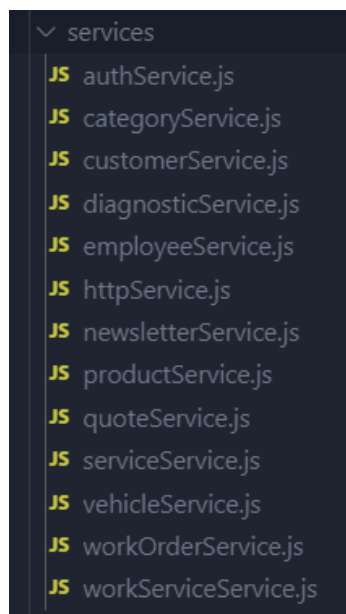 services
JS authService.js
JS categoryService.js
JS customerService.js
JS diagnosticService.js
JS employeeService.js
JS httpService.js
JS newsletterService.js
JS productService.js
JS quoteService.js
JS serviceService.js
JS vehicleService.js
JS workOrderService.js
JS workServiceService.js